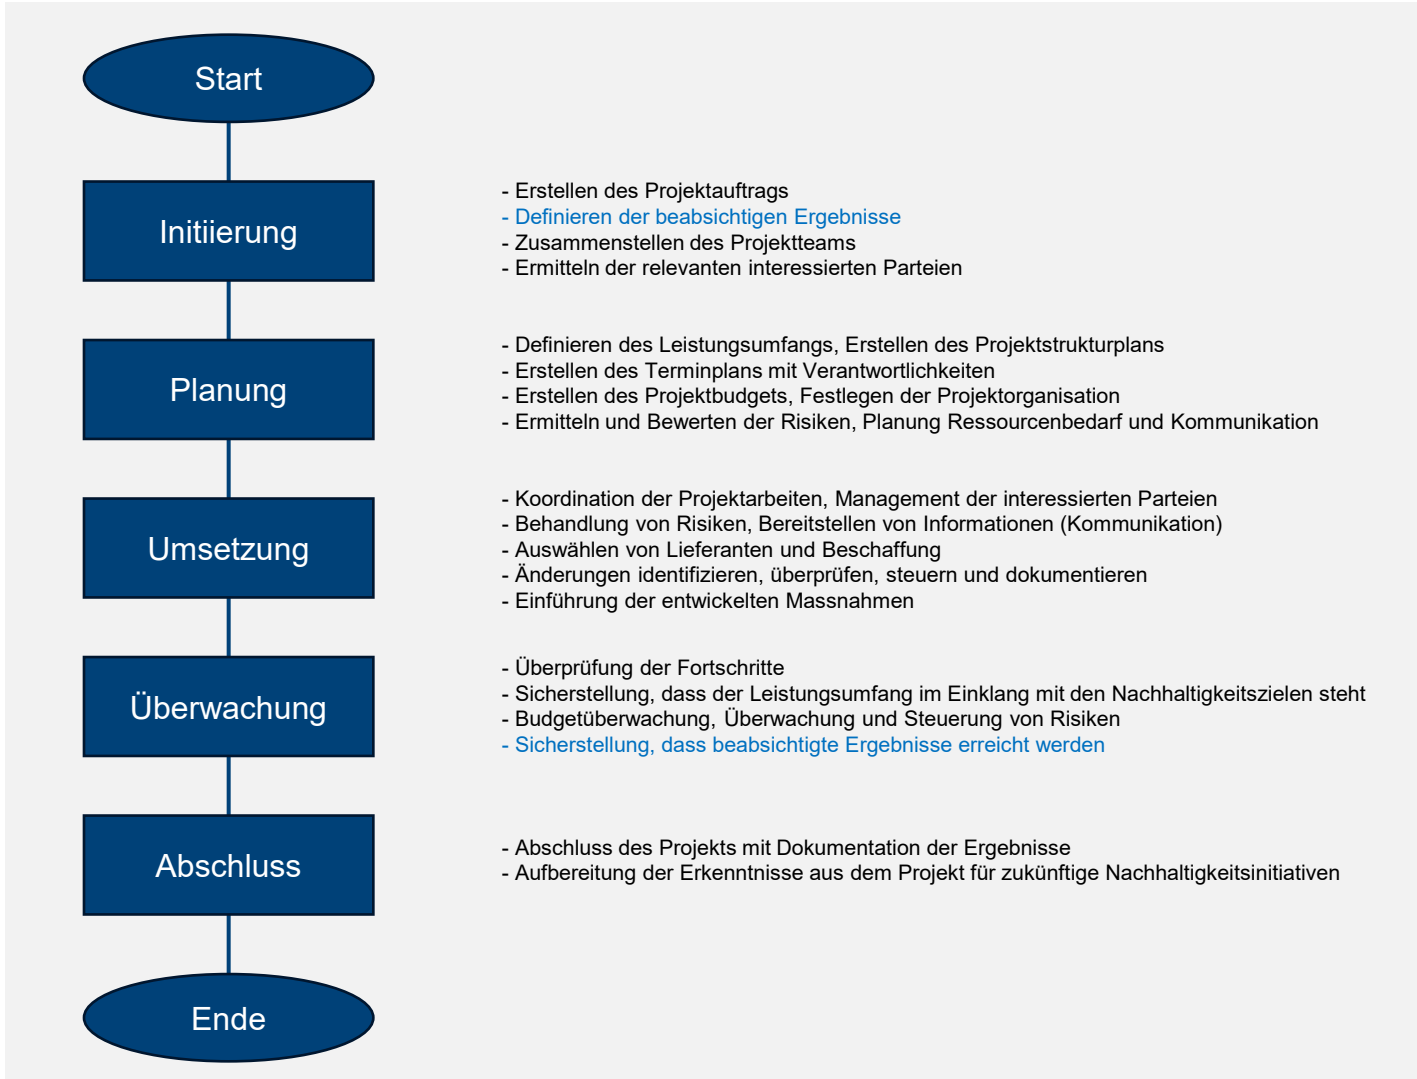 Start
Initiierung
- Erstellen des Projektauftrags
- Definieren der beabsichtigen Ergebnisse
- Zusammenstellen des Projektteams
- Ermitteln der relevanten interessierten Parteien
Planung
- Definieren des Leistungsumfangs, Erstellen des Projektstrukturplans
- Erstellen des Terminplans mit Verantwortlichkeiten
- Erstellen des Projektbudgets, Festlegen der Projektorganisation
- Ermitteln und Bewerten der Risiken, Planung Ressourcenbedarf und Kommunikation
Umsetzung
- Koordination der Projektarbeiten, Management der interessierten Parteien
- Behandlung von Risiken, Bereitstellen von Informationen (Kommunikation)
- Auswählen von Lieferanten und Beschaffung
- Änderungen identifizieren, überprüfen, steuern und dokumentieren
- Einführung der entwickelten Massnahmen
Überwachung
- Überprüfung der Fortschritte
- Sicherstellung, dass der Leistungsumfang im Einklang mit den Nachhaltigkeitszielen steht
- Budgetüberwachung, Überwachung und Steuerung von Risiken
- Sicherstellung, dass beabsichtigte Ergebnisse erreicht werden
Abschluss
- Abschluss des Projekts mit Dokumentation der Ergebnisse
- Aufbereitung der Erkenntnisse aus dem Projekt für zukünftige Nachhaltigkeitsinitiativen
Ende